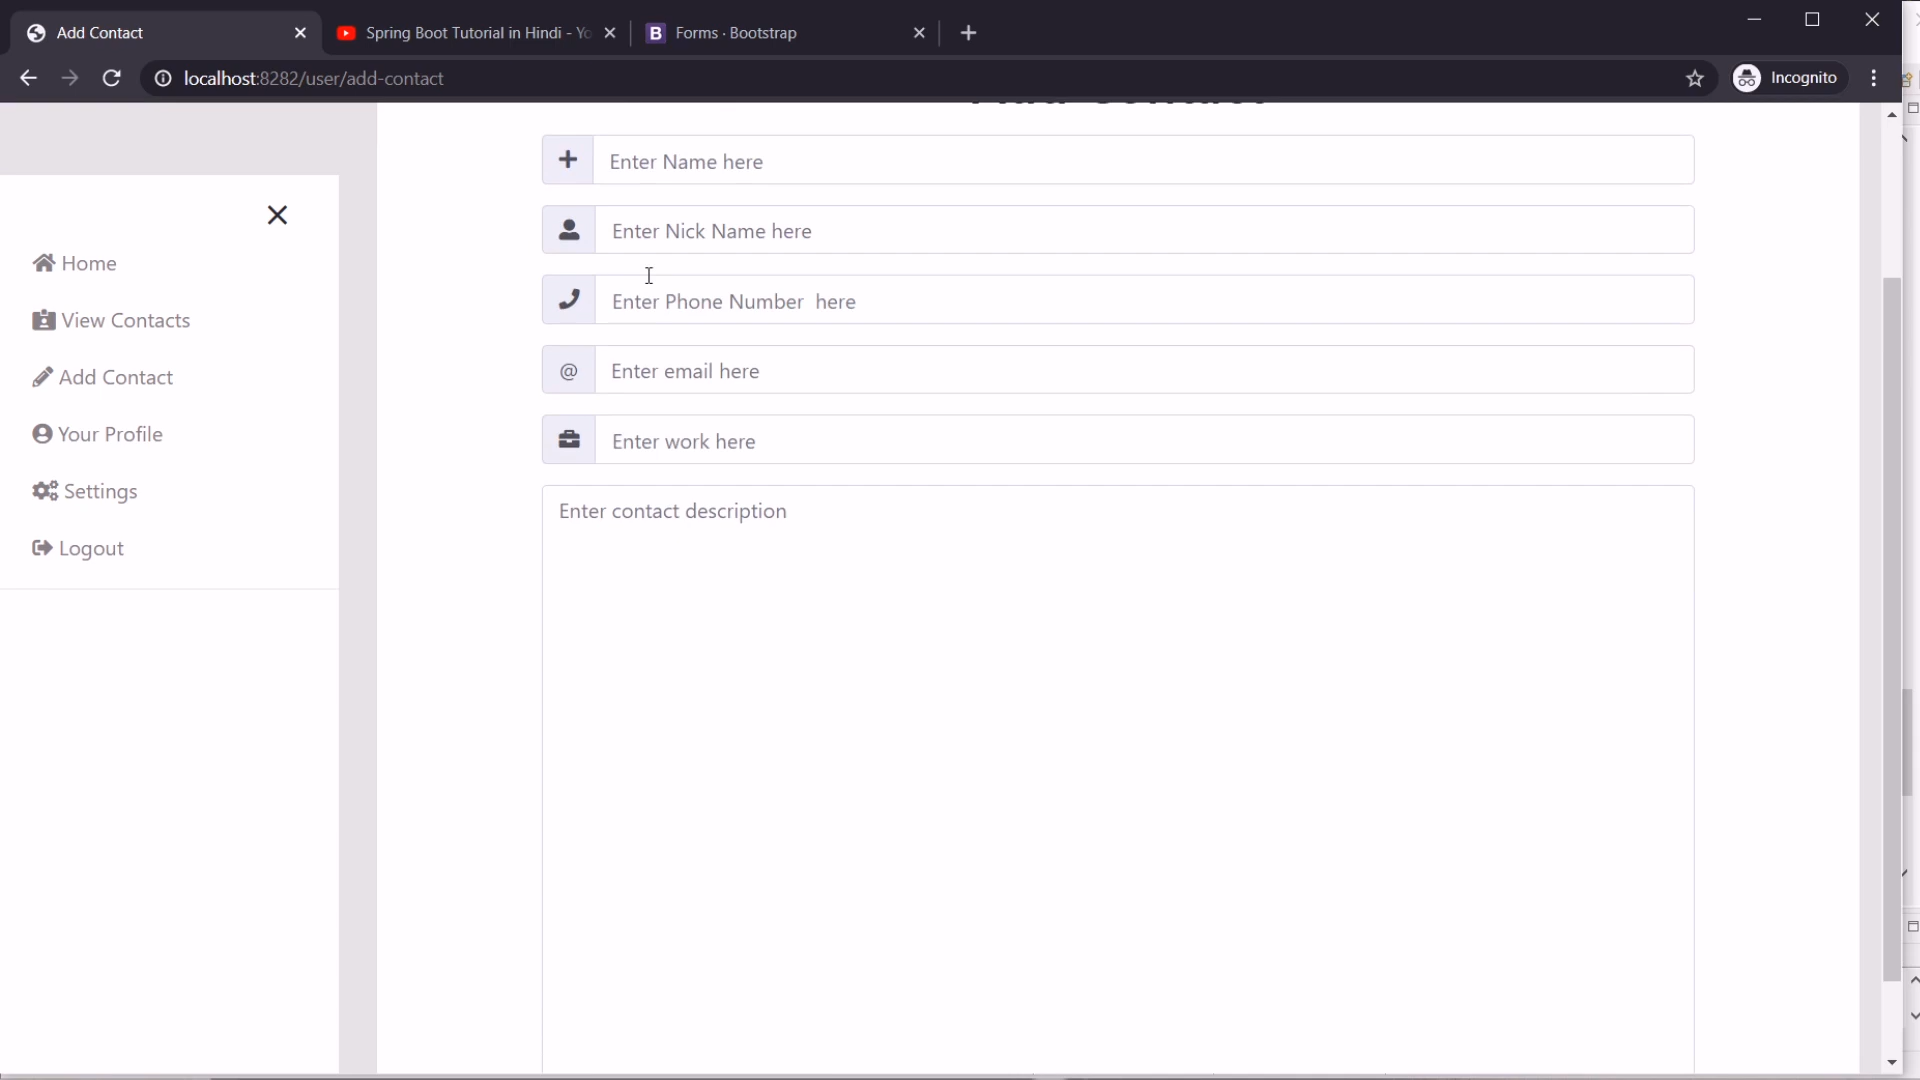 Add Contact
Spring Boot Tutorial in Hindi - Yo
Forms · Bootstrap
localhost:8282/user/add-contact
Incognito
Add Contact
Home
View Contacts
Add Contact
Your Profile
Settings
Logout
Enter Name here
Enter Nick Name here
Enter Phone Number  here
@ Enter email here
Enter work here
Enter contact description